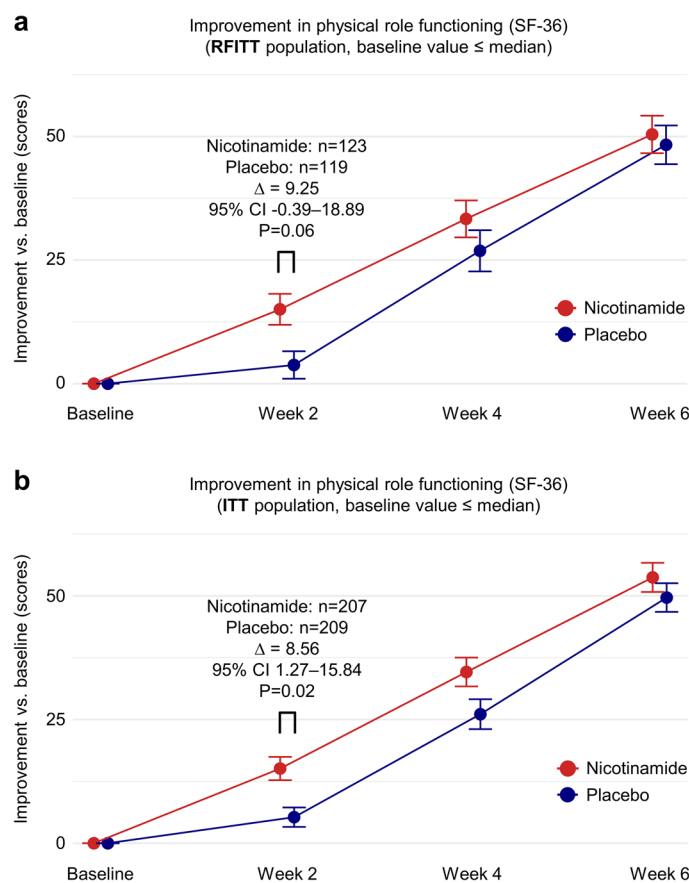 a
Improvement in physical role functioning (SF-36)
(RFITT population, baseline value ≤ median)
Improvement vs. baseline (scores)
50
25
0
Nicotinamide: n=123
Placebo: n=119
Δ = 9.25
95% CI -0.39–18.89
P=0.06
Nicotinamide
Placebo
Baseline Week 2 Week 4 Week 6
b
Improvement in physical role functioning (SF-36)
(ITT population, baseline value ≤ median)
Improvement vs. baseline (scores)
50
25
0
Nicotinamide: n=207
Placebo: n=209
Δ = 8.56
95% CI 1.27–15.84
P=0.02
Nicotinamide
Placebo
Baseline Week 2 Week 4 Week 6